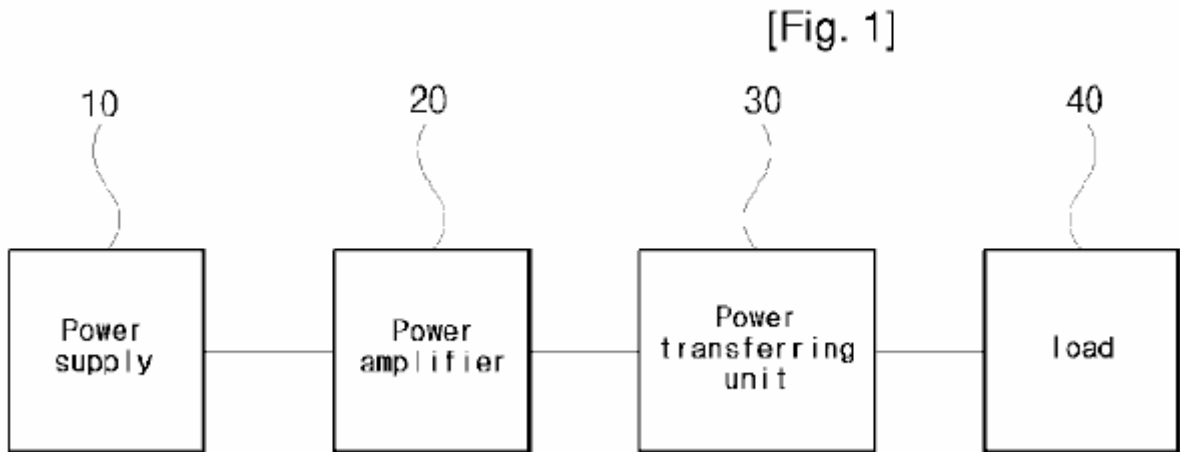 [Fig. 1]
10
20
30
40
Power
supply
Power
amplifier
Power
transferring
unit
load